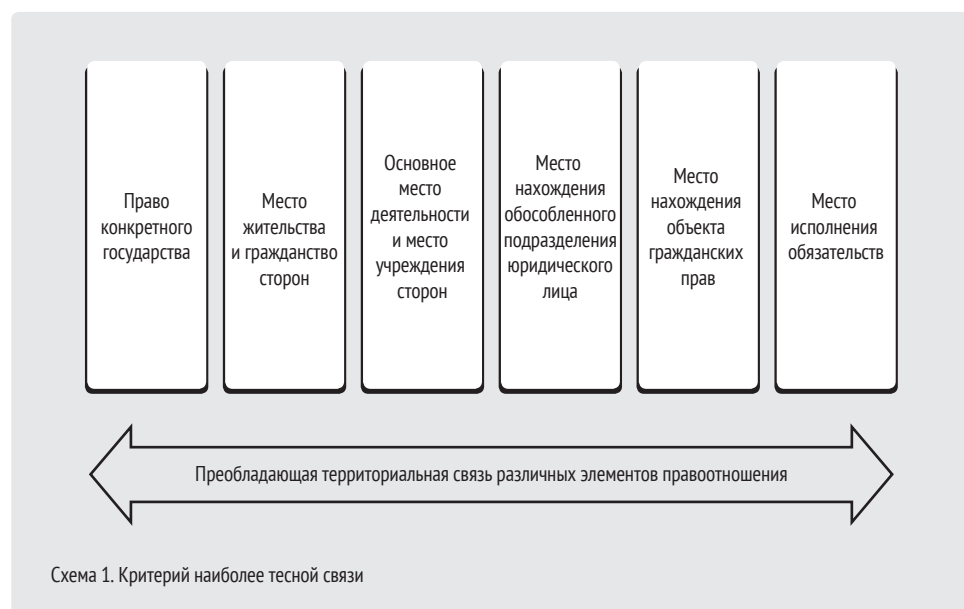 Право
конкретного
государства
Место
жительства
и гражданство
сторон
Основное
место
деятельности
и место
учреждения
сторон
Место
нахождения
обособленного
подразделения
юридического
лица
Место
нахождения
объекта
гражданских
прав
Место
исполнения
обязательств
Преобладающая территориальная связь различных элементов правоотношения
Схема 1. Критерий наиболее тесной связи